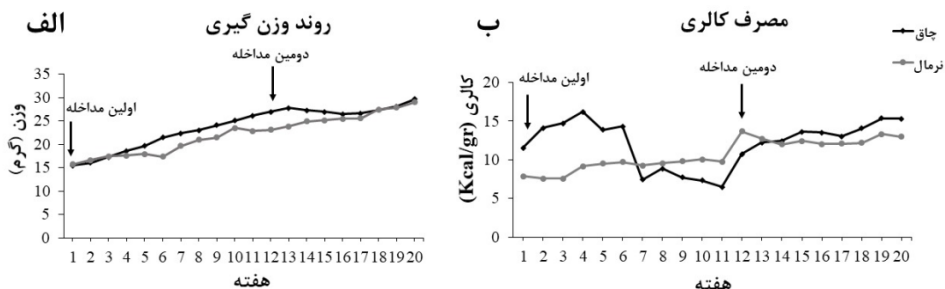 الف
روند وزن گیری
دومین مداخله
اولین مداخله
وزن (گرم)
35
30
25
20
15
10
5
0
1 2 3 4 5 6 7 8 9 10 11 12 13 14 15 16 17 18 19 20
هفته
ب
مصرف کالری
چاق
نرمال
دومین مداخله
اولین مداخله
کالری (Kcal/gr)
20
15
10
5
0
1 2 3 4 5 6 7 8 9 10 11 12 13 14 15 16 17 18 19 20
هفته